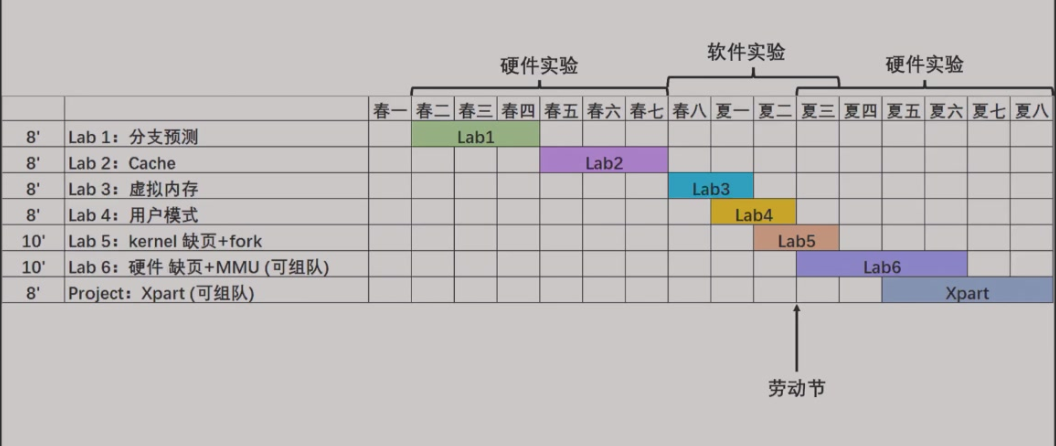 软件实验
硬件实验 硬件实验
春一 春二 春三 春四 春五 春六 春七 春八 夏一 夏二 夏三 夏四 夏五 夏六 夏七 夏八
8' Lab 1：分支预测 Lab1
8' Lab 2：Cache Lab2
8' Lab 3：虚拟内存 Lab3
8' Lab 4：用户模式 Lab4
10' Lab 5：kernel 缺页+fork Lab5
10' Lab 6：硬件 缺页+MMU (可组队) Lab6
8' Project：Xpart (可组队) Xpart
劳动节